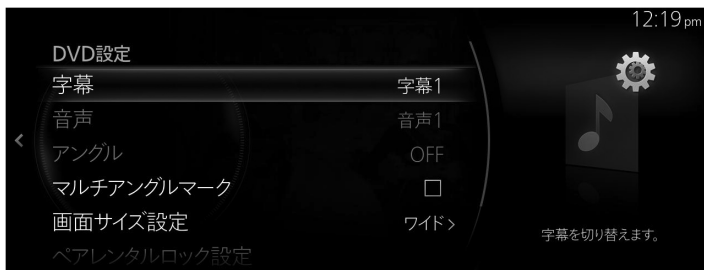 12:19 pm
DVD設定
字幕 字幕1
音声 音声1
アングル OFF
マルチアングルマーク
画面サイズ設定 ワイド>
ペアレンタルロック設定
字幕を切り替えます。